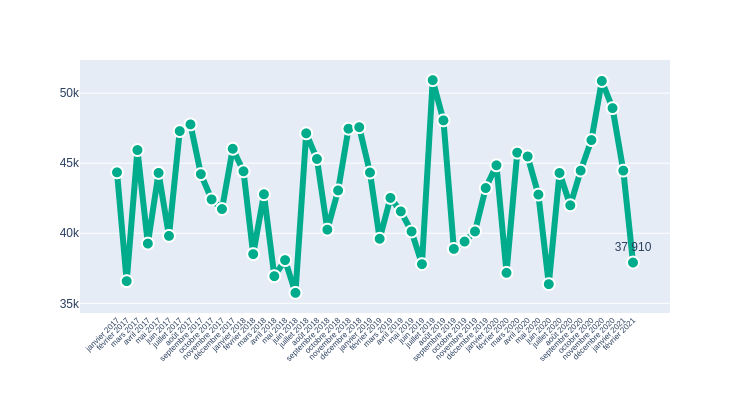 50k
45k
40k
35k
37 910
janvier 2017
février 2017
mars 2017
avril 2017
mai 2017
juin 2017
juillet 2017
août 2017
septembre 2017
octobre 2017
novembre 2017
décembre 2017
janvier 2018
février 2018
mars 2018
avril 2018
mai 2018
juin 2018
juillet 2018
août 2018
septembre 2018
octobre 2018
novembre 2018
décembre 2018
janvier 2019
février 2019
mars 2019
avril 2019
mai 2019
juin 2019
juillet 2019
août 2019
septembre 2019
octobre 2019
novembre 2019
décembre 2019
janvier 2020
février 2020
mars 2020
avril 2020
mai 2020
juin 2020
juillet 2020
août 2020
septembre 2020
octobre 2020
novembre 2020
décembre 2020
janvier 2021
février 2021